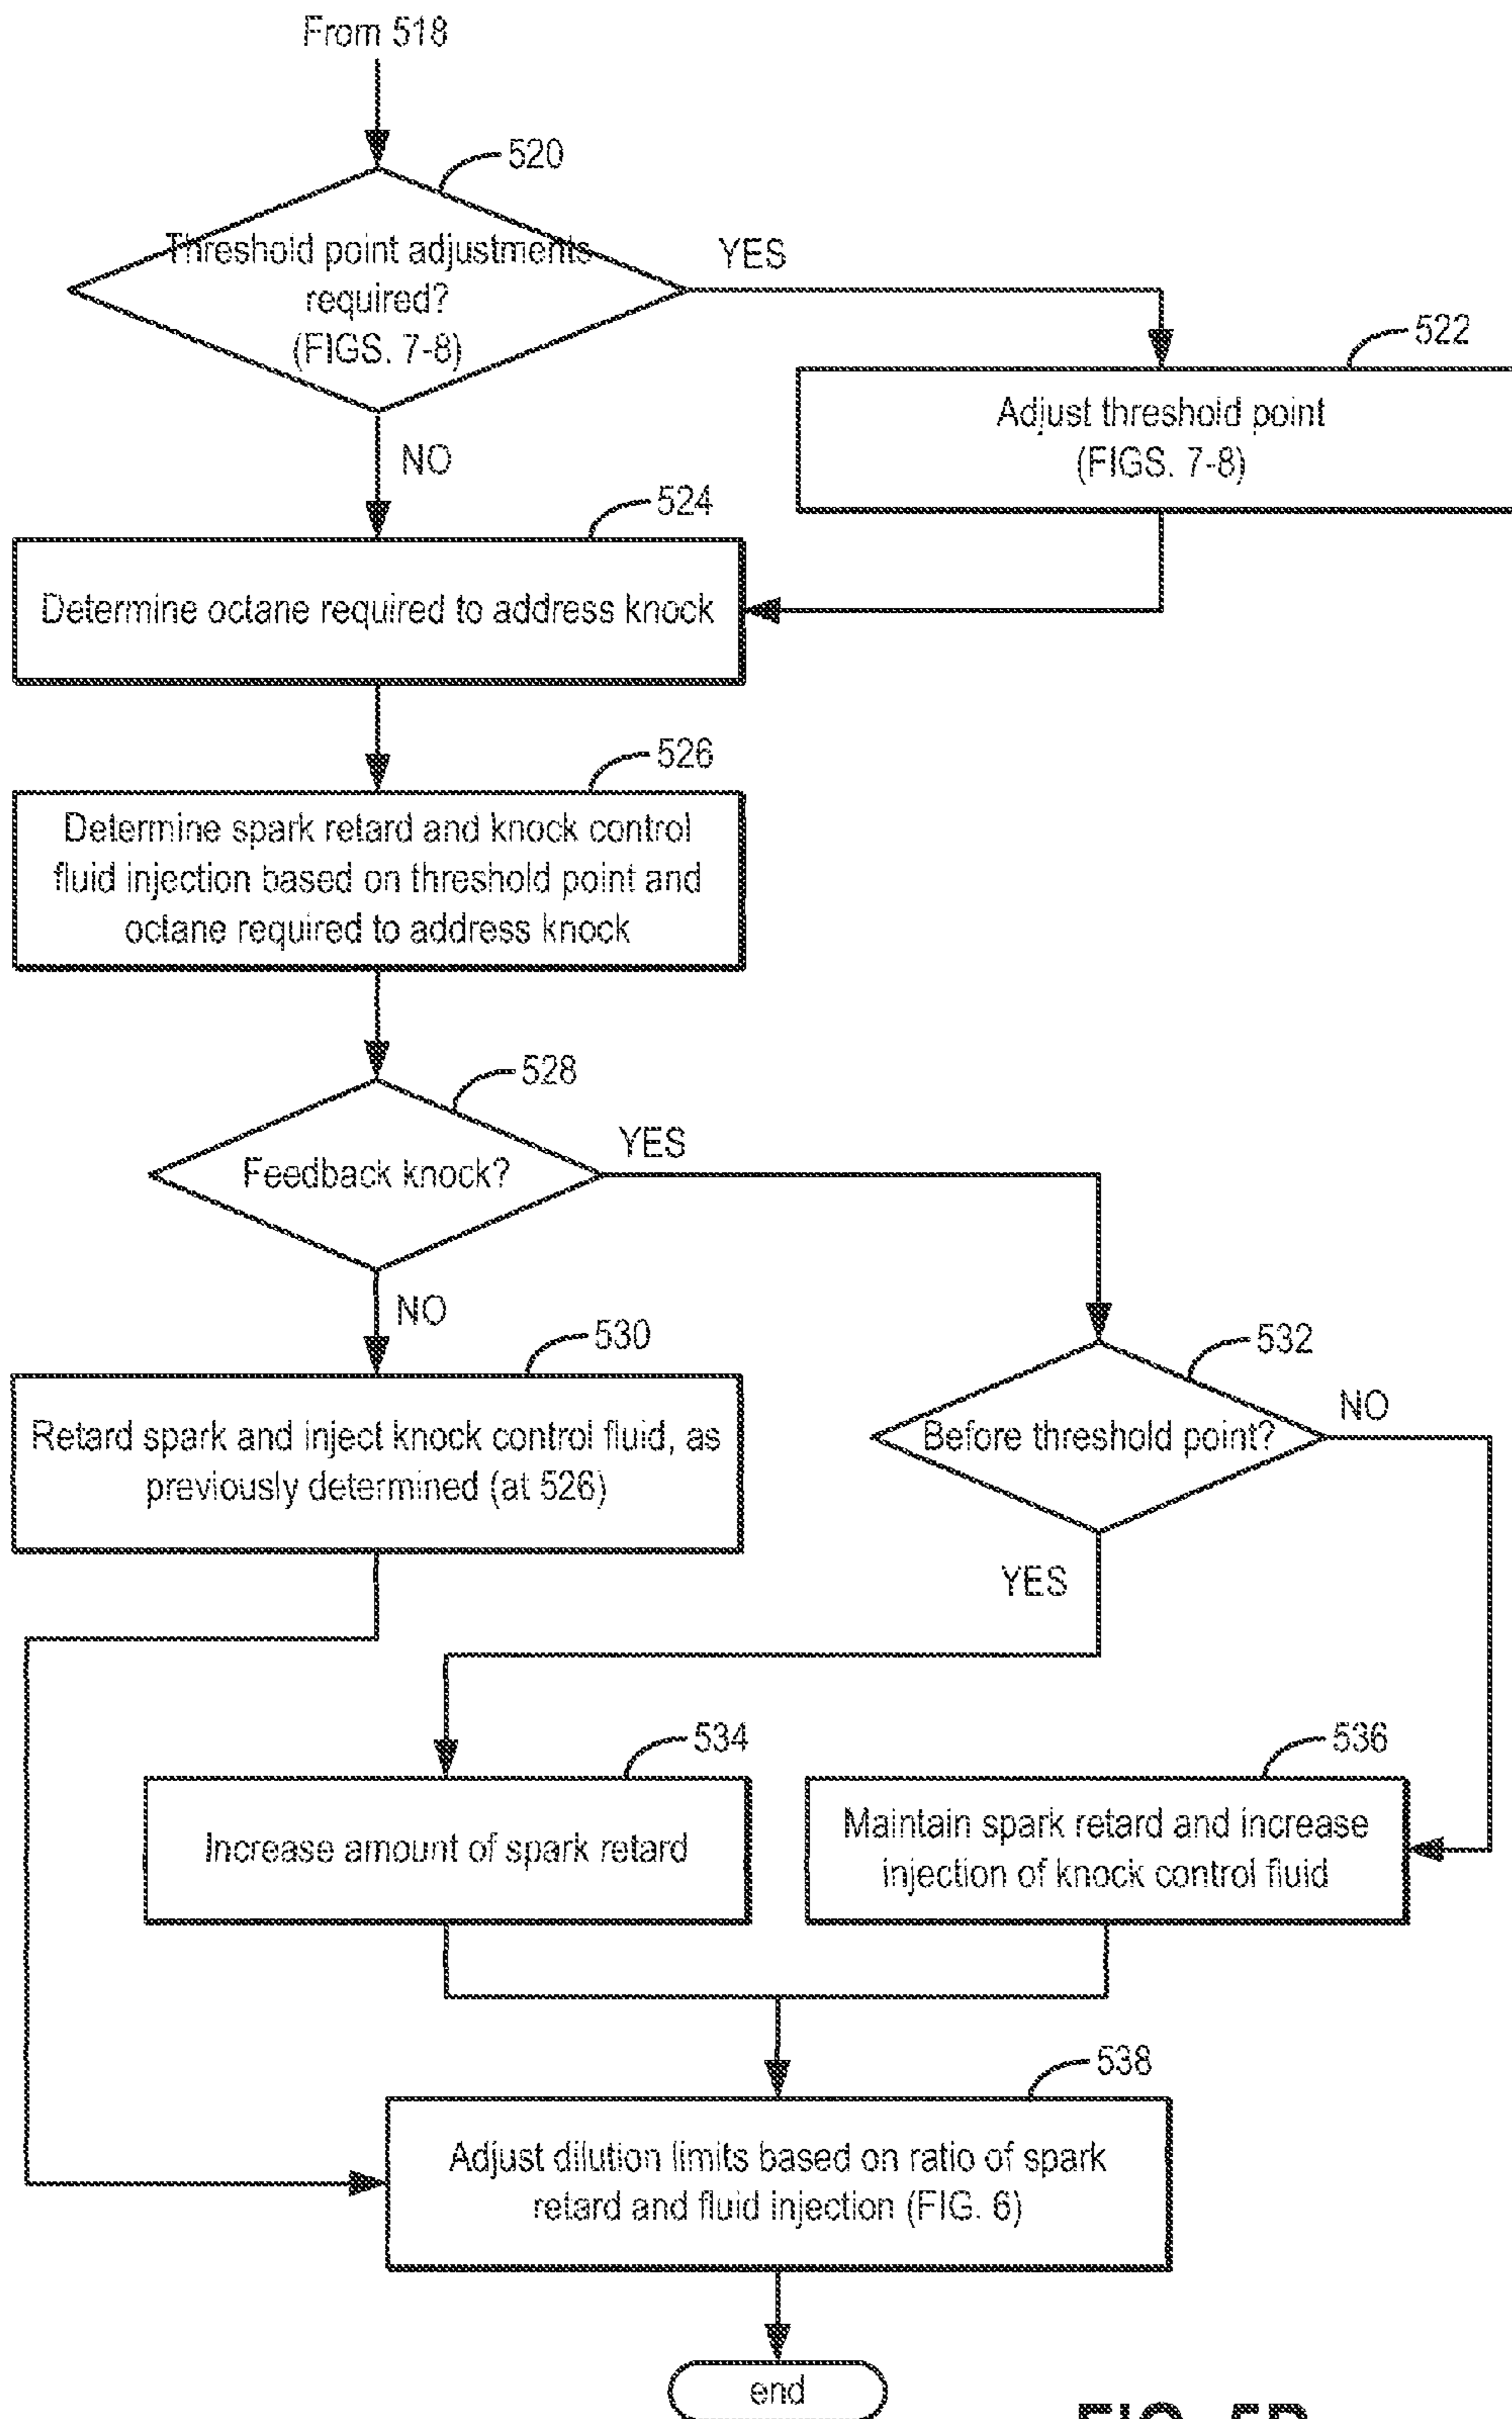 From 518
520
Threshold point adjustments
required?
(FIGS. 7-8)
YES
522
Adjust threshold point
(FIGS. 7-8)
NO
524
Determine octane required to address knock
526
Determine spark retard and knock control
fluid injection based on threshold point and
octane required to address knock
528
Feedback knock?
YES
NO
530
Retard spark and inject knock control fluid, as
previously determined (at 526)
532
Before threshold point?
NO
YES
534
Increase amount of spark retard
536
Maintain spark retard and increase
injection of knock control fluid
538
Adjust dilution limits based on ratio of spark
retard and fluid injection (FIG. 6)
end